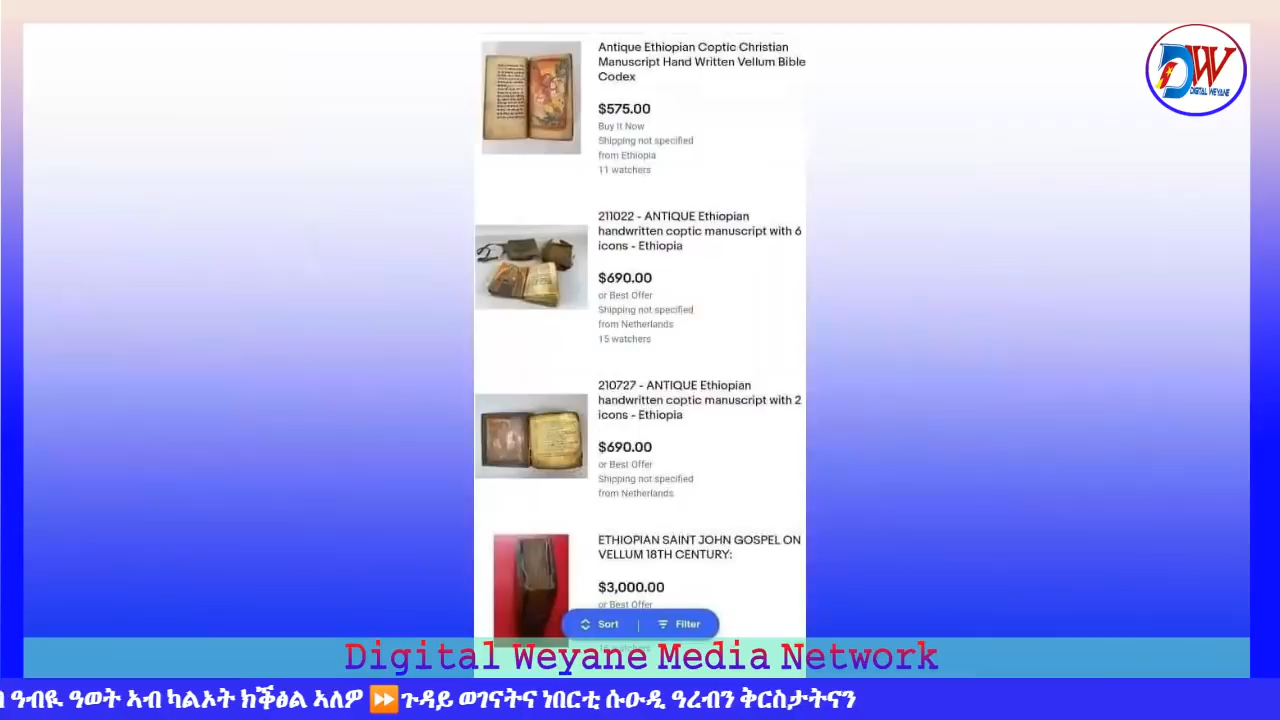 Antique Ethiopian Coptic Christian
Manuscript Hand Written Vellum Bible
Codex
$575.00
Buy It Now
Shipping not specified
from Ethiopia
11 watchers
211022 - ANTIQUE Ethiopian
handwritten coptic manuscript with 6
icons - Ethiopia
$690.00
or Best Offer
Shipping not specified
from Netherlands
15 watchers
210727 - ANTIQUE Ethiopian
handwritten coptic manuscript with 2
icons - Ethiopia
$690.00
or Best Offer
Shipping not specified
from Netherlands
ETHIOPIAN SAINT JOHN GOSPEL ON
VELLUM 18TH CENTURY:
$3,000.00
or Best Offer
Sort
Filter
DW
DIGITAL WEYANE
Digital Weyane Media Network
ዓብዪ ዓወት ኣብ ካልኦት ክቕፅል ኣለዎ ⏩ጉዳይ ወገናትና ነበርቲ ሱዑዲ ዓረብን ቅርስታትናን